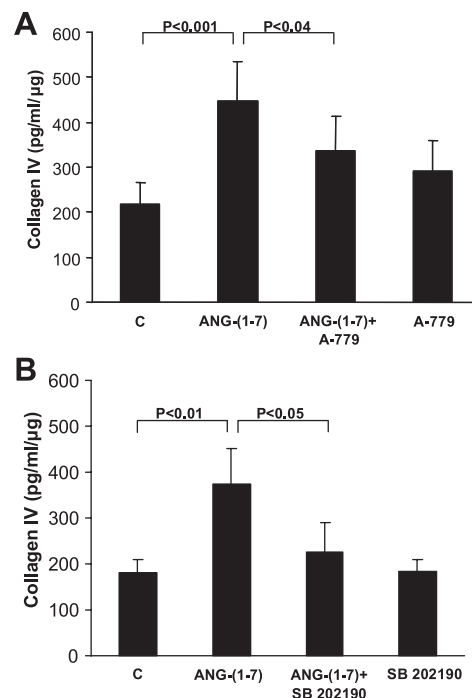 A
P<0.001
P<0.04
600
500
400
300
200
100
0
Collagen IV (pg/ml/µg)
C
ANG-(1-7)
ANG-(1-7)+
A-779
A-779
B
P<0.01
P<0.05
600
500
400
300
200
100
0
Collagen IV (pg/ml/µg)
C
ANG-(1-7)
ANG-(1-7)+
SB 202190
SB 202190